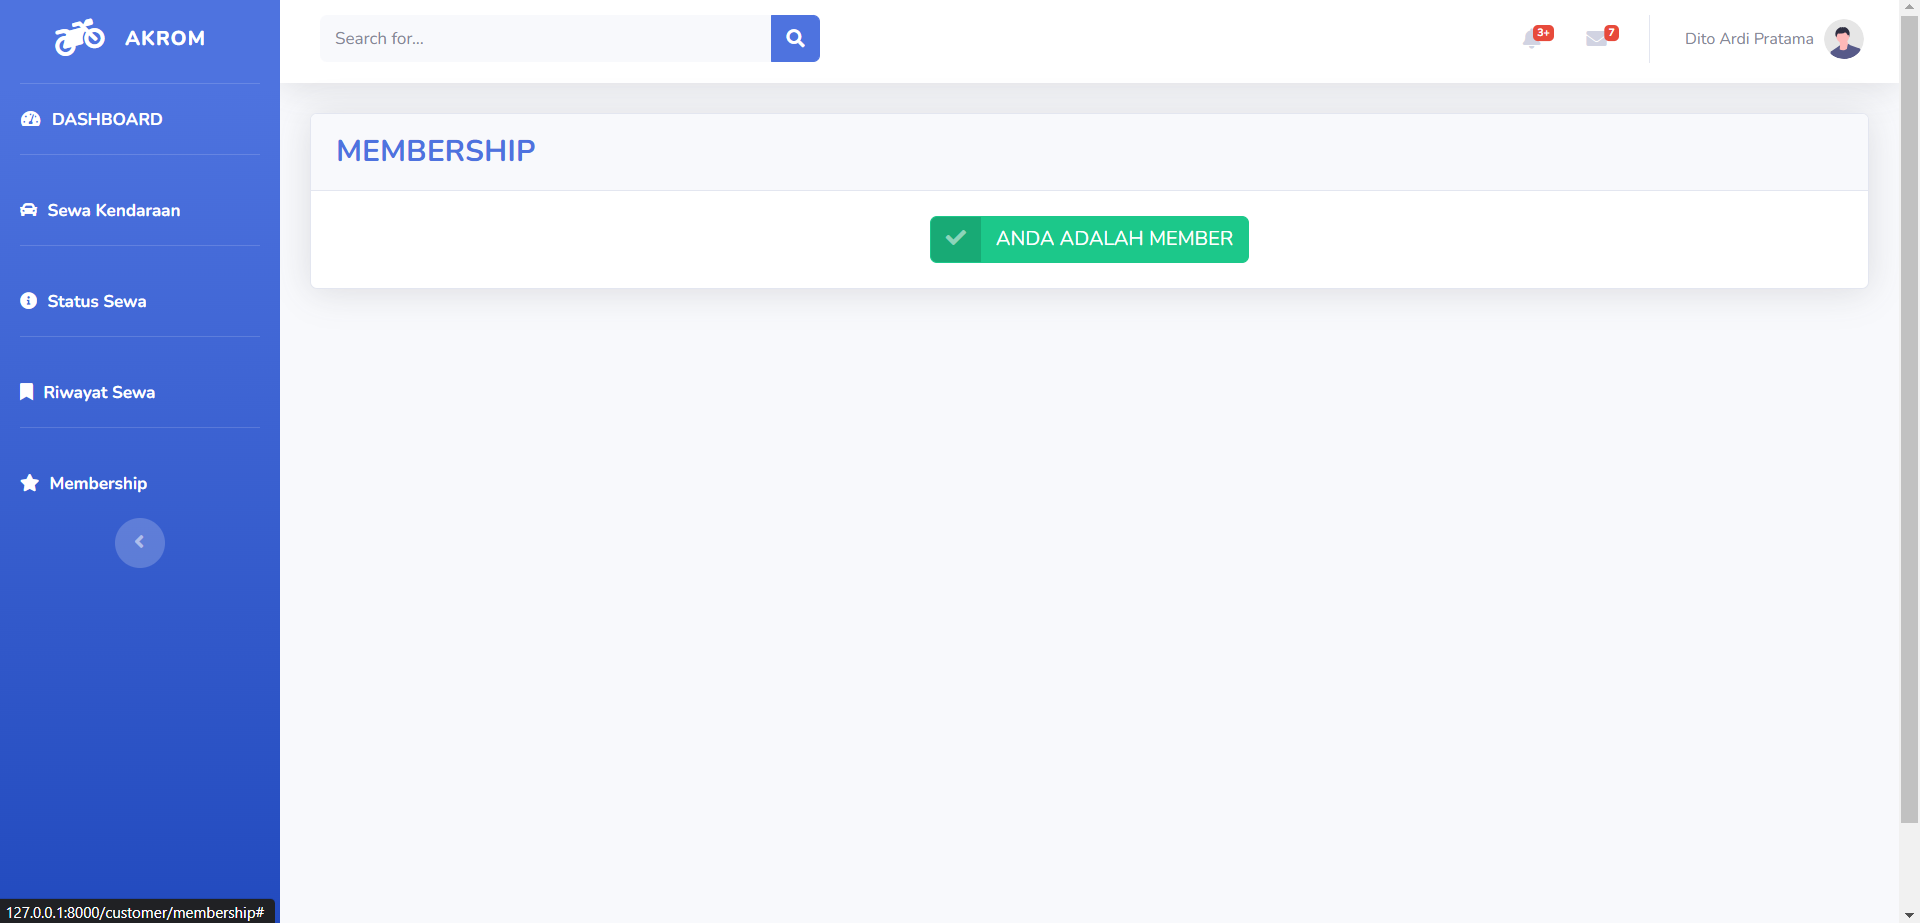 AKROM
Search for...
3+
7
Dito Ardi Pratama
DASHBOARD
Sewa Kendaraan
Status Sewa
Riwayat Sewa
Membership
MEMBERSHIP
ANDA ADALAH MEMBER
127.0.0.1:8000/customer/membership#